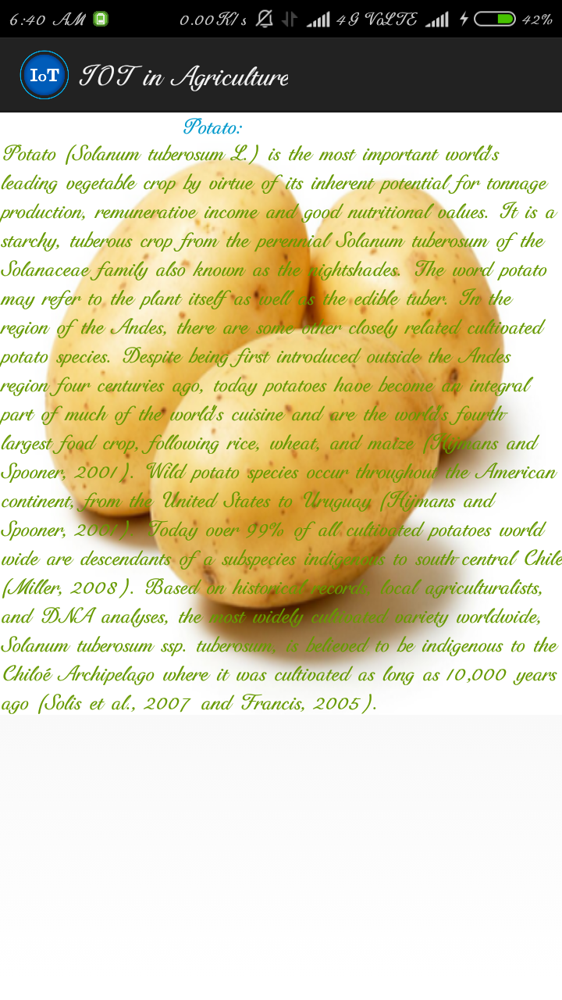 6:40 AM 0.00K/s 4G VoLTE 42%
IoT IOT in Agriculture
Potato:
Potato (Solanum tuberosum L.) is the most important world's
leading vegetable crop by virtue of its inherent potential for tonnage
production, remunerative income and good nutritional values. It is a
starchy, tuberous crop from the perennial Solanum tuberosum of the
Solanaceae family also known as the nightshades. The word potato
may refer to the plant itself as well as the edible tuber. In the
region of the Andes, there are some other closely related cultivated
potato species. Despite being first introduced outside the Andes
region four centuries ago, today potatoes have become an integral
part of much of the world's cuisine and are the world's fourth-
largest food crop, following rice, wheat, and maize (Hijmans and
Spooner, 2001). Wild potato species occur throughout the American
continent, from the United States to Uruguay (Hijmans and
Spooner, 2001). Today over 99% of all cultivated potatoes world
wide are descendants of a subspecies indigenous to south-central Chile
(Miller, 2008). Based on historical records, local agriculturalists,
and DNA analyses, the most widely cultivated variety worldwide,
Solanum tuberosum ssp. tuberosum, is believed to be indigenous to the
Chiloé Archipelago where it was cultivated as long as 10,000 years
ago (Solis et al., 2007 and Francis, 2005).